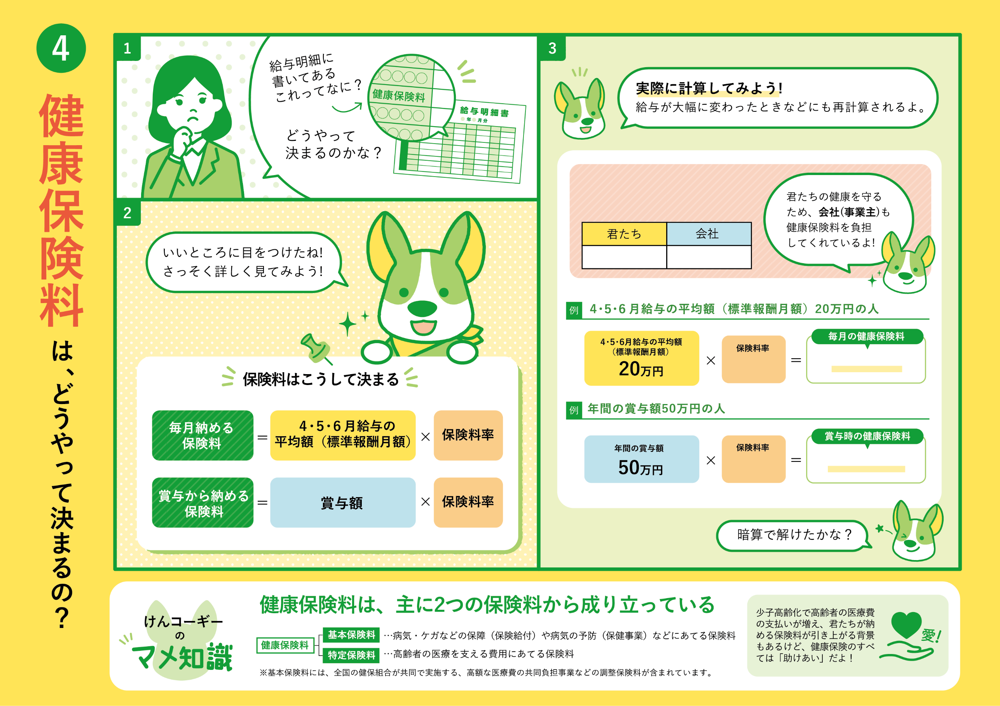 4
健康保険料は、どうやって決まるの？
1
給与明細に
書いてある
これってなに？
どうやって
決まるのかな？
健康保険料
給与明細書
年 月分
2
いいところに目をつけたね!
さっそく詳しく見てみよう!
保険料はこうして決まる
毎月納める
保険料
＝
4・5・6月給与の
平均額（標準報酬月額）
×
保険料率
賞与から納める
保険料
＝
賞与額
×
保険料率
3
実際に計算してみよう!
給与が大幅に変わったときなどにも再計算されるよ。
君たち 会社
君たちの健康を守る
ため、会社(事業主)も
健康保険料を負担
してくれているよ!
例 4・5・6月給与の平均額（標準報酬月額）20万円の人
4・5・6月給与の平均額
（標準報酬月額）
20万円
×
保険料率
＝
毎月の健康保険料
例 年間の賞与額50万円の人
年間の賞与額
50万円
×
保険料率
＝
賞与時の健康保険料
暗算で解けたかな？
けんコーギー
の
マメ知識
健康保険料は、主に2つの保険料から成り立っている
健康保険料
基本保険料 …病気・ケガなどの保障（保険給付）や病気の予防（保健事業）などにあてる保険料
特定保険料 …高齢者の医療を支える費用にあてる保険料
※基本保険料には、全国の健保組合が共同で実施する、高額な医療費の共同負担事業などの調整保険料が含まれています。
少子高齢化で高齢者の医療費
の支払いが増え、君たちが納
める保険料が引き上がる背景
もあるけど、健康保険のすべ
ては「助けあい」だよ！
愛!